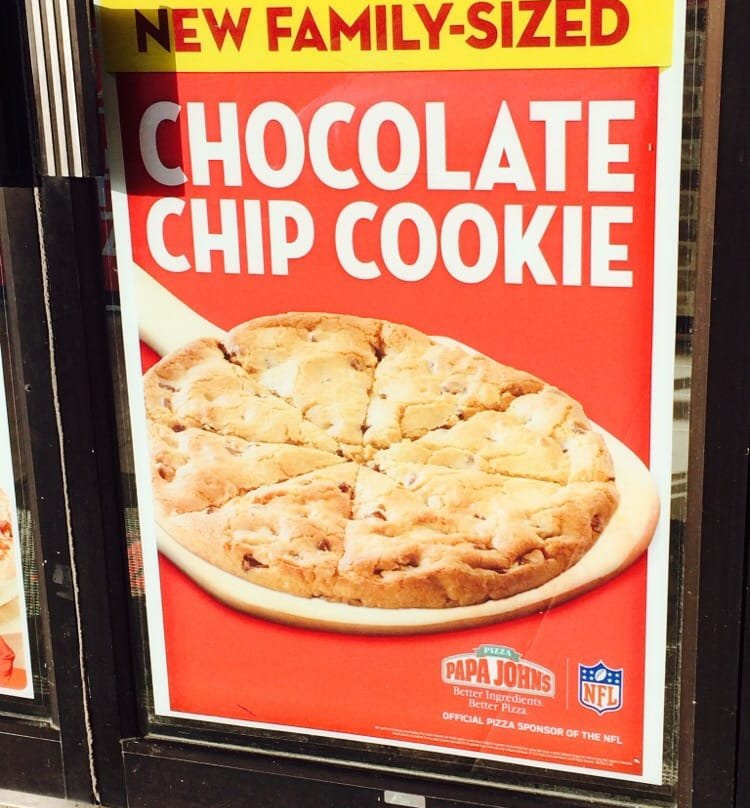 NEW FAMILY-SIZED
CHOCOLATE
CHIP COOKIE
PIZZA
PAPA JOHNS
Better Ingredients.
Better Pizza.
NFL
OFFICIAL PIZZA SPONSOR OF THE NFL